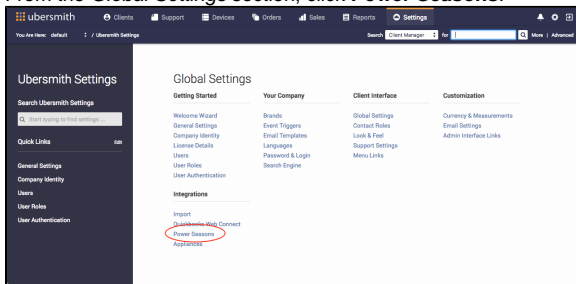 From the Global Settings section, click Power Seasons.
ubersmith
Clients
Support
Devices
Orders
Sales
Reports
Settings
You Are Here: default / Ubersmith Settings
Search Client Manager for
More | Advanced
Ubersmith Settings
Search Ubersmith Settings
Start typing to find settings ...
Quick Links
Edit
General Settings
Company Identity
Users
User Roles
User Authentication
Global Settings
Getting Started
Welcome Wizard
General Settings
Company Identity
License Details
Users
User Roles
User Authentication
Your Company
Brands
Event Triggers
Email Templates
Languages
Password & Login
Search Engine
Client Interface
Global Settings
Contact Roles
Look & Feel
Support Settings
Menu Links
Customization
Currency & Measurements
Email Settings
Admin Interface Links
Integrations
Import
Quickbooks Web Connect
Power Seasons
Appliances